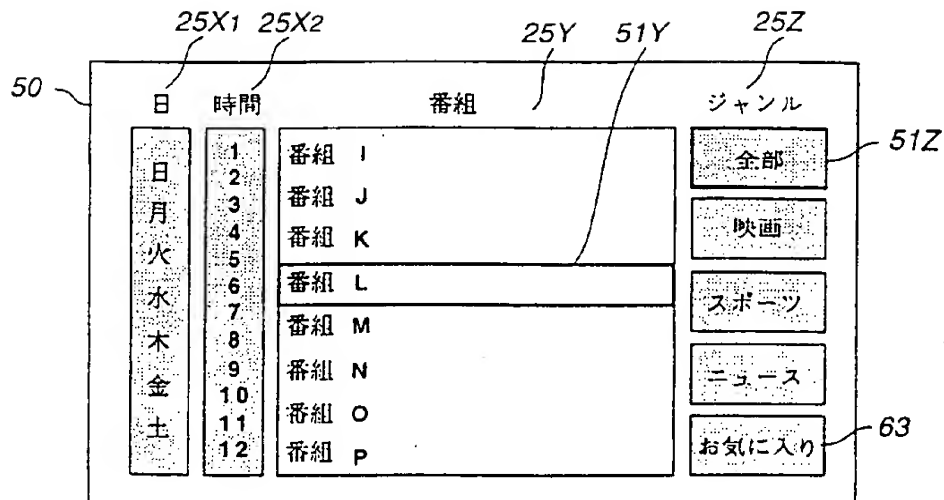 25X1 25X2 25Y 51Y 25Z
50
日 時間 番組 ジャンル
日
月
火
水
木
金
土
1
2
3
4
5
6
7
8
9
10
11
12
番組 I
番組 J
番組 K
番組 L
番組 M
番組 N
番組 O
番組 P
全部
映画
スポーツ
ニュース
お気に入り
51Z
63